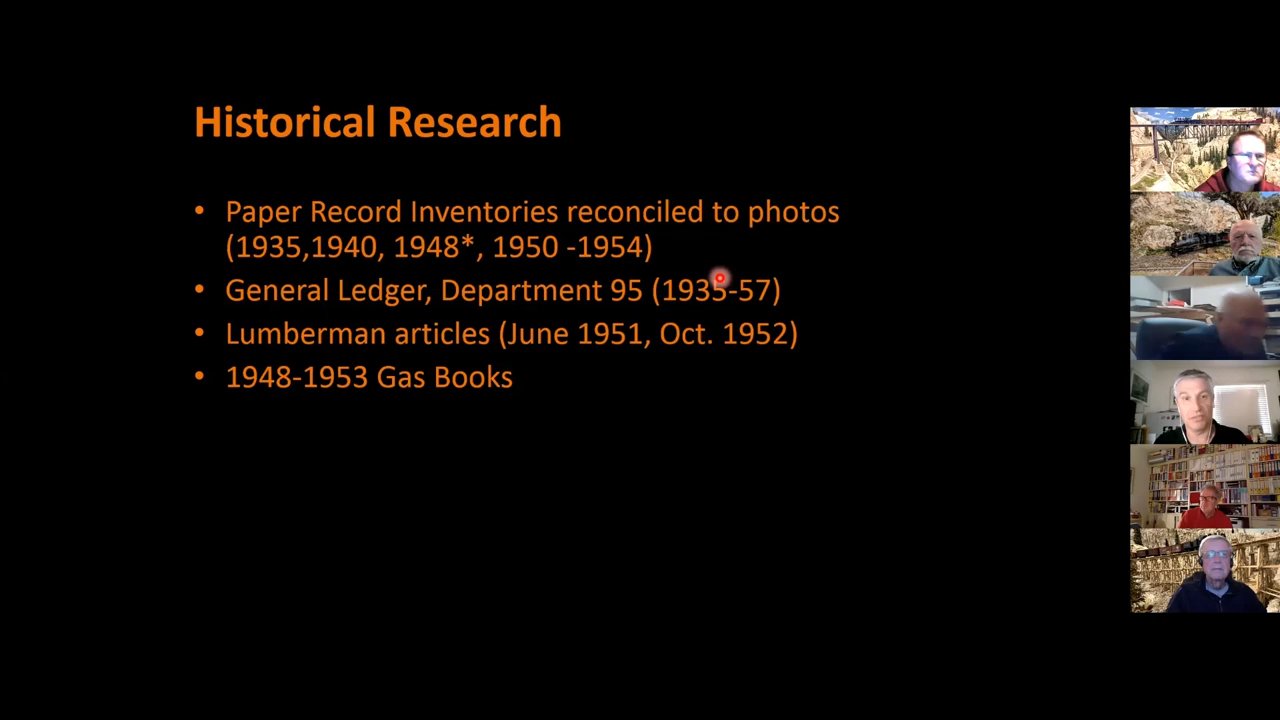 Historical Research
• Paper Record Inventories reconciled to photos
(1935,1940, 1948*, 1950 -1954)
• General Ledger, Department 95 (1935-57)
• Lumberman articles (June 1951, Oct. 1952)
• 1948-1953 Gas Books